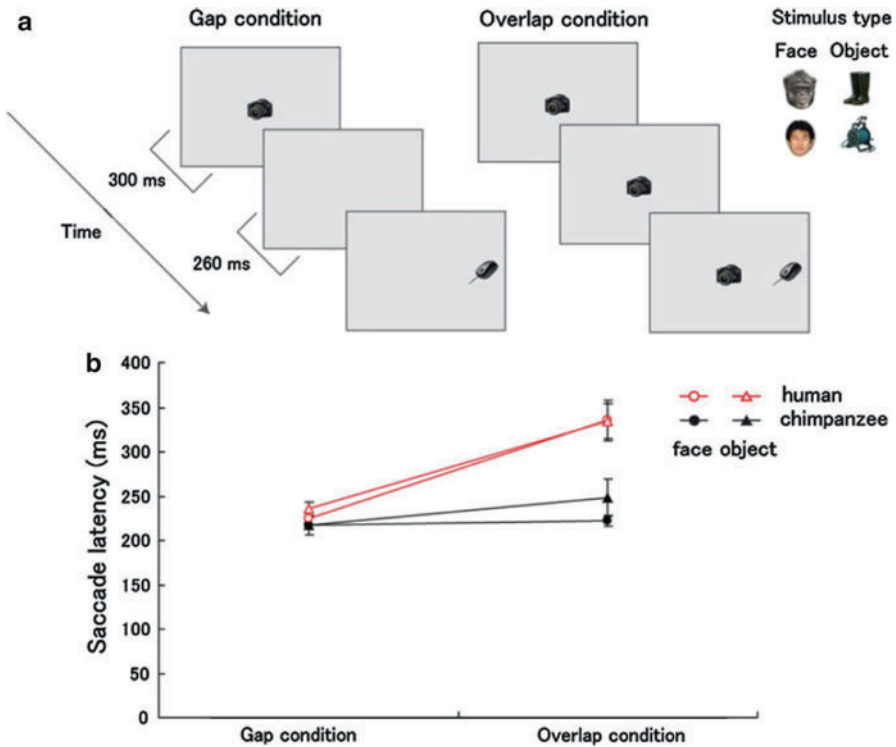 a
Gap condition
Overlap condition
Stimulus type
Face Object
300 ms
Time
260 ms
b
400
350
300
250
200
150
100
50
0
Saccade latency (ms)
human
chimpanzee
face object
Gap condition
Overlap condition